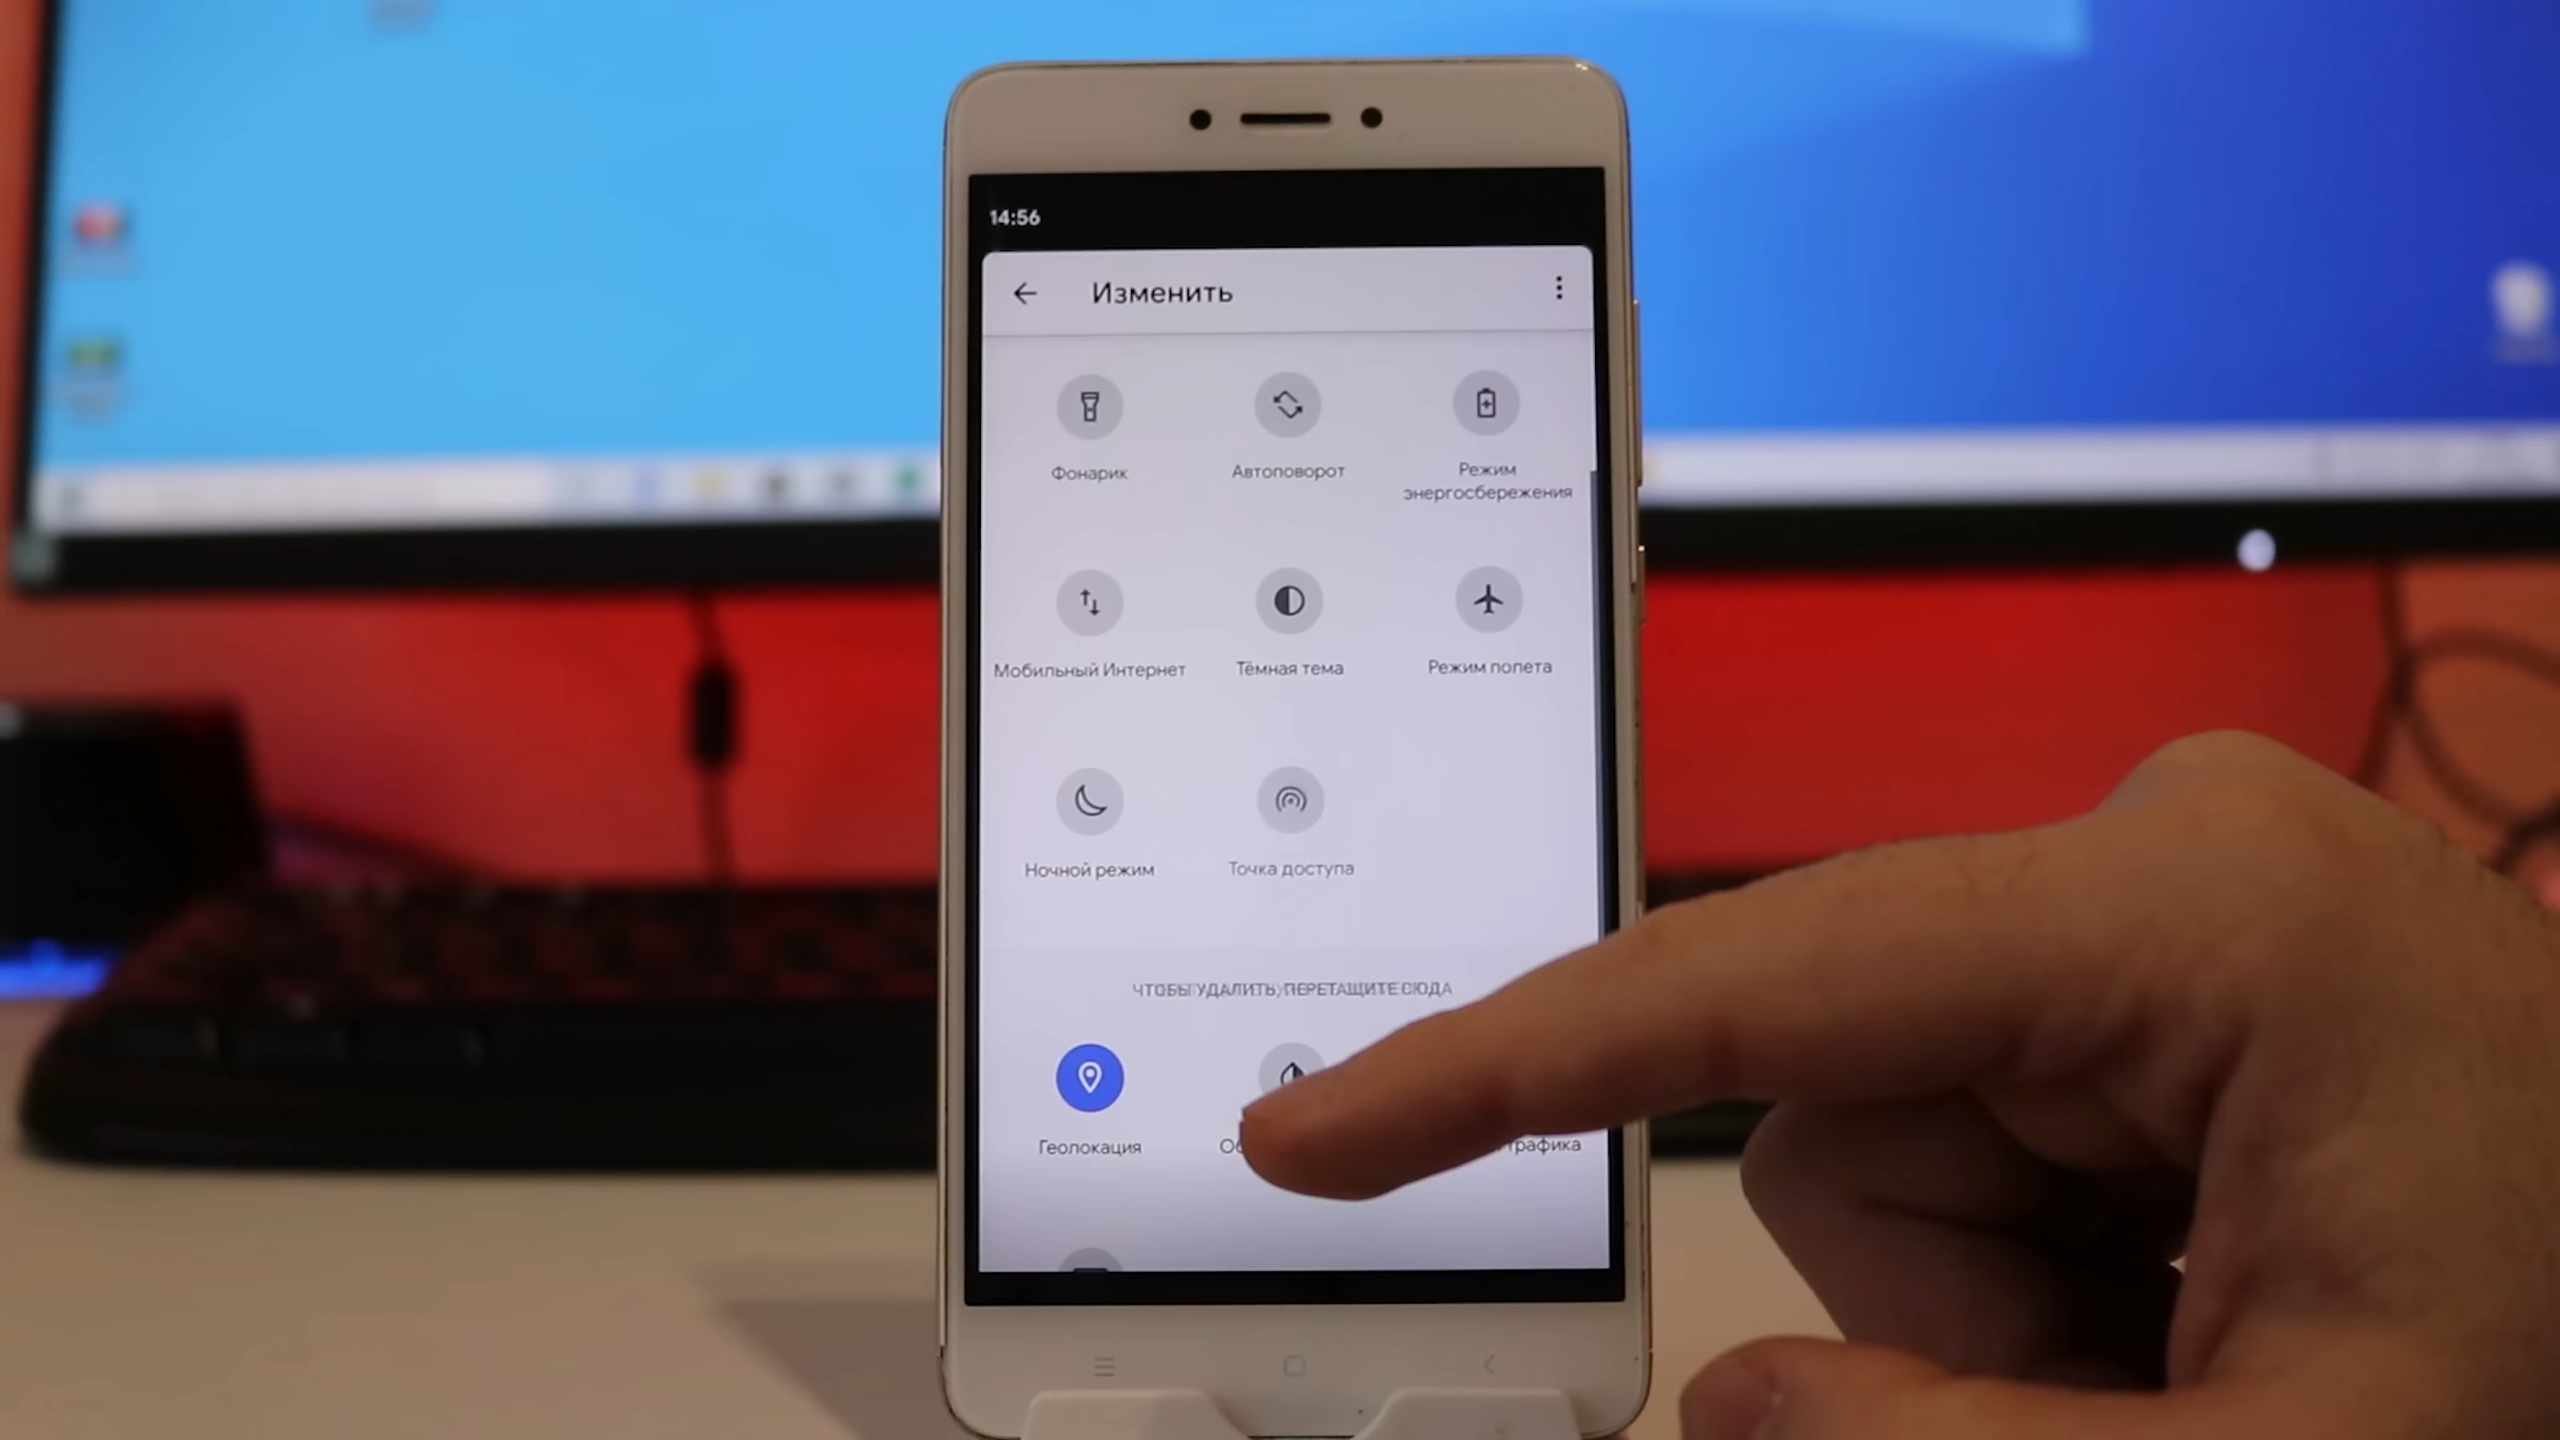 14:56
Изменить
Фонарик
Автоповорот
Режим
энергосбережения
Мобильный Интернет
Тёмная тема
Режим полета
Ночной режим
Точка доступа
ЧТОБЫ УДАЛИТЬ, ПЕРЕТАЩИТЕ СЮДА
Геолокация